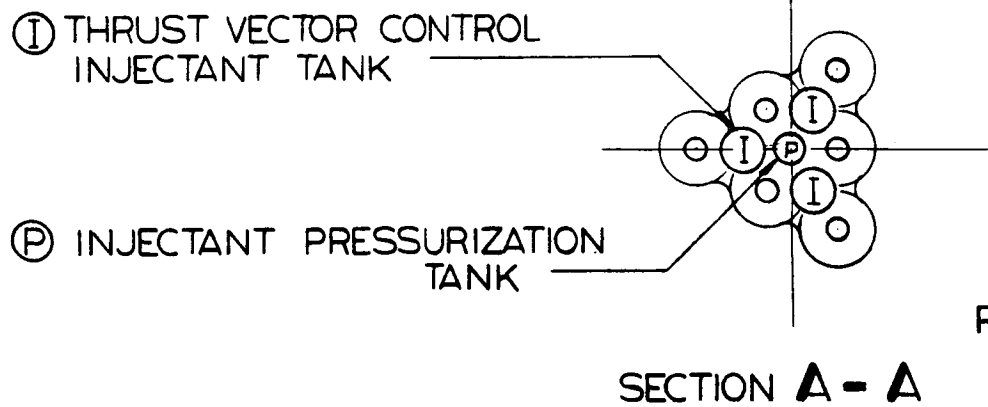 Ⓘ THRUST VECTOR CONTROL
INJECTANT TANK
I
I
P
I
Ⓟ INJECTANT PRESSURIZATION
TANK
SECTION A - A